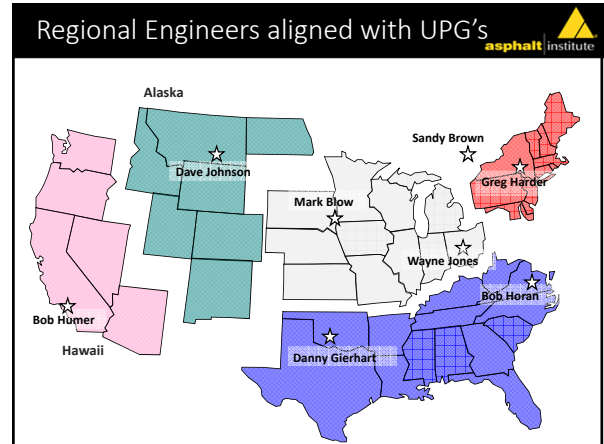 Regional Engineers aligned with UPG's
asphalt institute
Alaska
Sandy Brown
Dave Johnson
Greg Harder
Mark Blow
Wayne Jones
Bob Horan
Bob Humer
Hawaii
Danny Gierhart